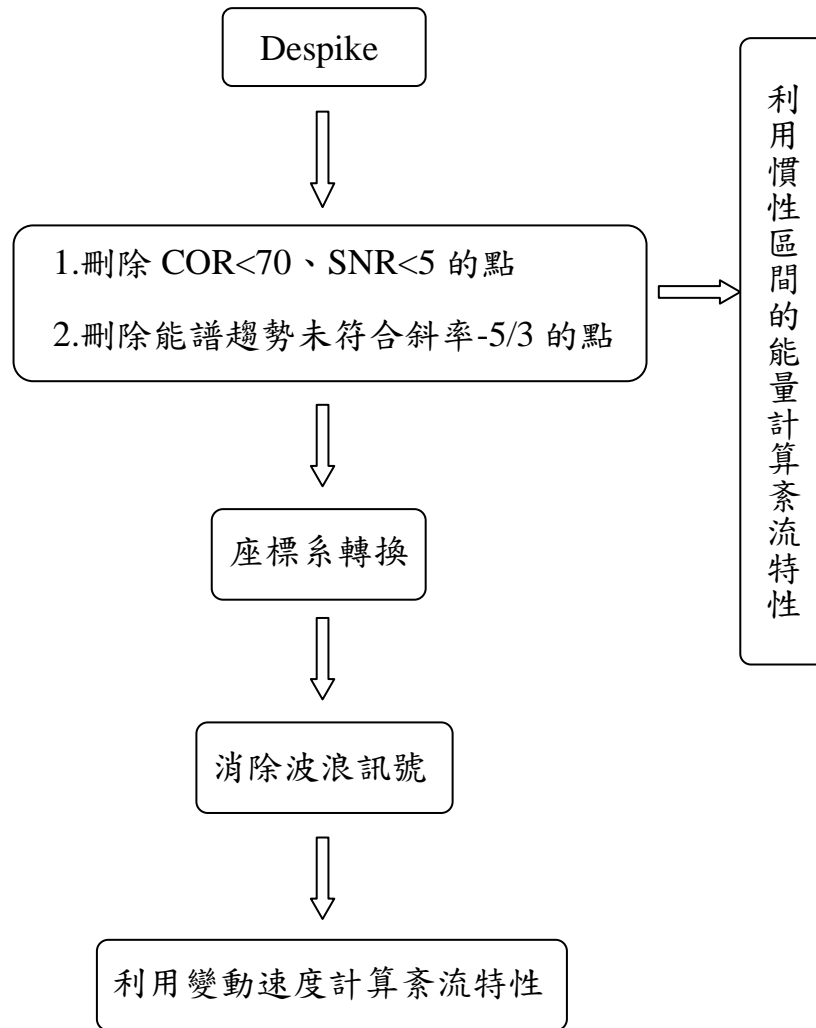 Despike
1.刪除 COR<70、SNR<5 的點
2.刪除能譜趨勢未符合斜率-5/3 的點
利用慣性區間的能量計算紊流特性
座標系轉換
消除波浪訊號
利用變動速度計算紊流特性